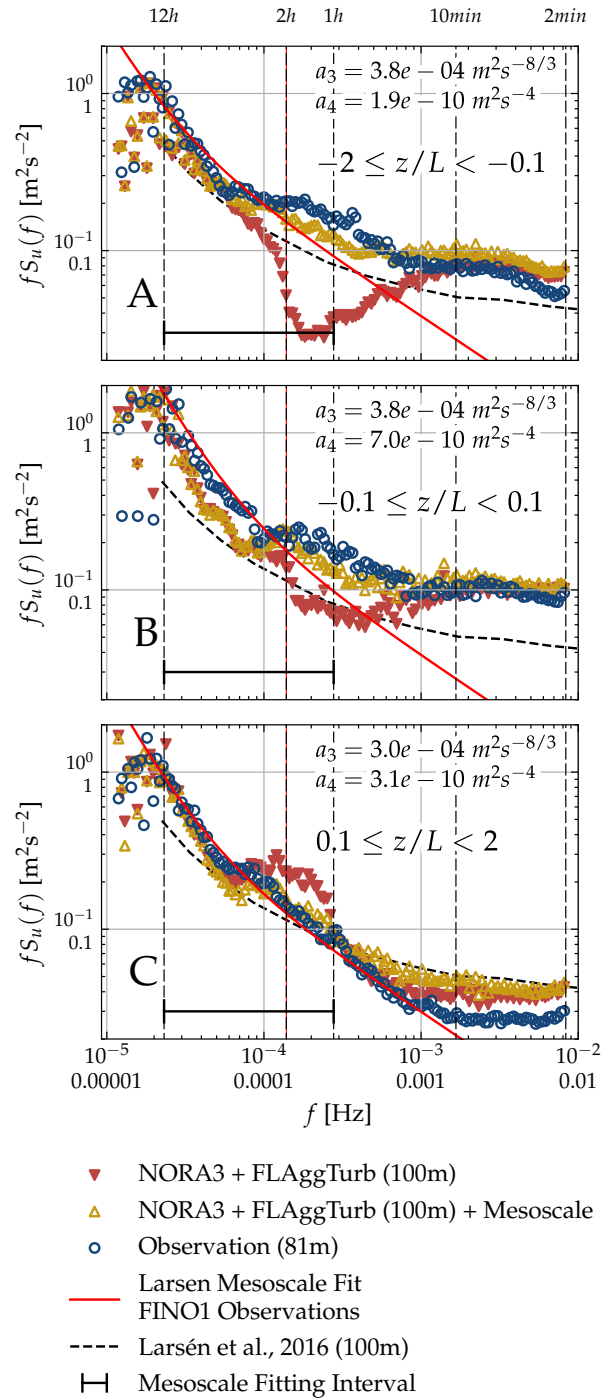 12h 2h 1h 10min 2min
a₃ = 3.8e − 04 m²s⁻⁸/³
a₄ = 1.9e − 10 m²s⁻⁴
−2 ≤ z/L < −0.1
10⁰
1
10⁻¹
0.1
fSᵤ(f) [m²s⁻²]
A
a₃ = 3.8e − 04 m²s⁻⁸/³
a₄ = 7.0e − 10 m²s⁻⁴
−0.1 ≤ z/L < 0.1
10⁰
1
10⁻¹
0.1
fSᵤ(f) [m²s⁻²]
B
a₃ = 3.0e − 04 m²s⁻⁸/³
a₄ = 3.1e − 10 m²s⁻⁴
0.1 ≤ z/L < 2
10⁰
1
10⁻¹
0.1
fSᵤ(f) [m²s⁻²]
C
10⁻⁵ 10⁻⁴ 10⁻³ 10⁻²
0.00001 0.0001 0.001 0.01
f [Hz]
NORA3 + FLAggTurb (100m)
NORA3 + FLAggTurb (100m) + Mesoscale
Observation (81m)
Larsen Mesoscale Fit
FINO1 Observations
Larsén et al., 2016 (100m)
Mesoscale Fitting Interval